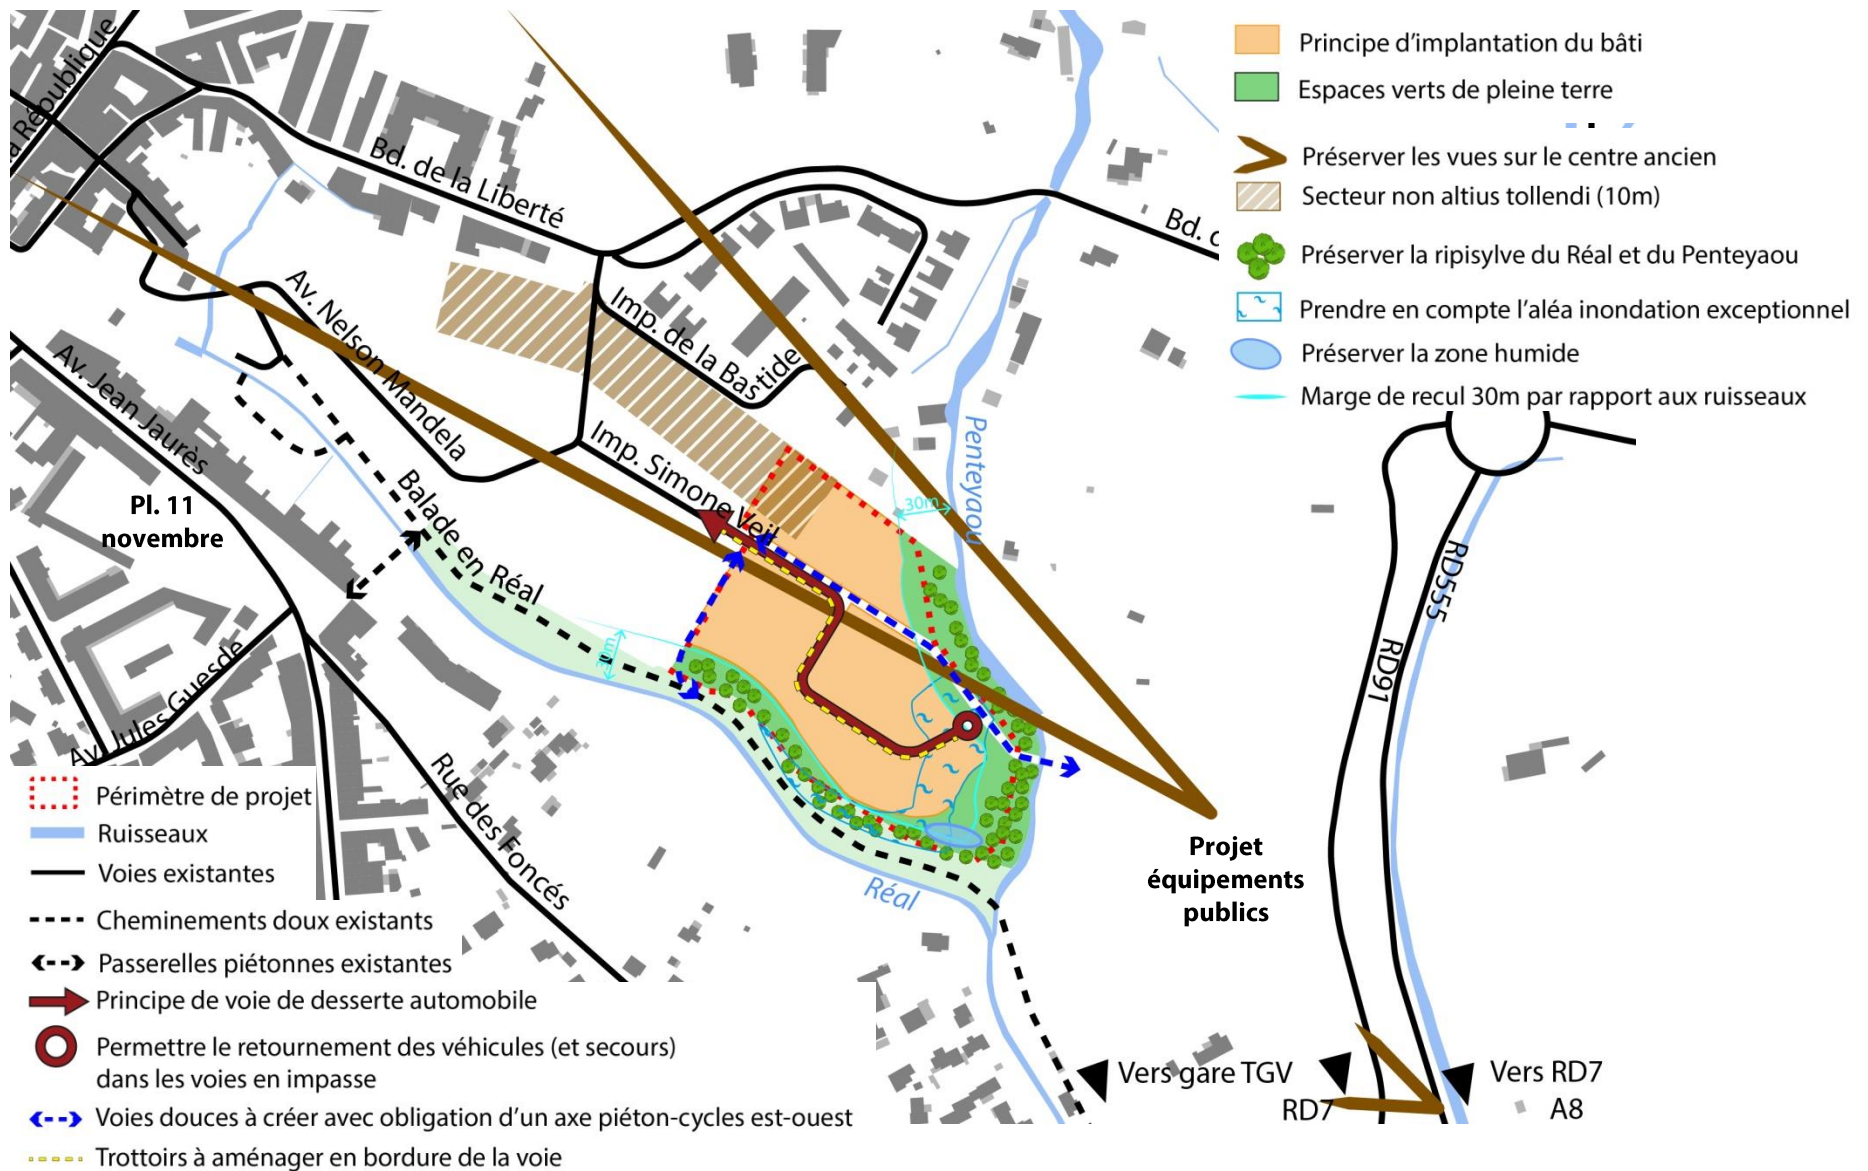 Principe d'implantation du bâti
Espaces verts de pleine terre
Préserver les vues sur le centre ancien
Secteur non altius tollendi (10m)
Préserver la ripisylve du Réal et du Penteyaou
Prendre en compte l'aléa inondation exceptionnel
Préserver la zone humide
Marge de recul 30m par rapport aux ruisseaux
République
Bd. de la Liberté
Bd.
Av. Nelson Mandela
Imp. de la Bastide
Imp. Simone Veil
Av. Jean Jaurès
Pl. 11
novembre
Balade en Réal
Penteyaou
30m
30m
Av. Jules Guesde
Rue des Foncés
Réal
Projet
équipements
publics
RD555
RD91
Vers gare TGV
RD7
Vers RD7
A8
Périmètre de projet
Ruisseaux
Voies existantes
Cheminements doux existants
Passerelles piétonnes existantes
Principe de voie de desserte automobile
Permettre le retournement des véhicules (et secours)
dans les voies en impasse
Voies douces à créer avec obligation d'un axe piéton-cycles est-ouest
Trottoirs à aménager en bordure de la voie